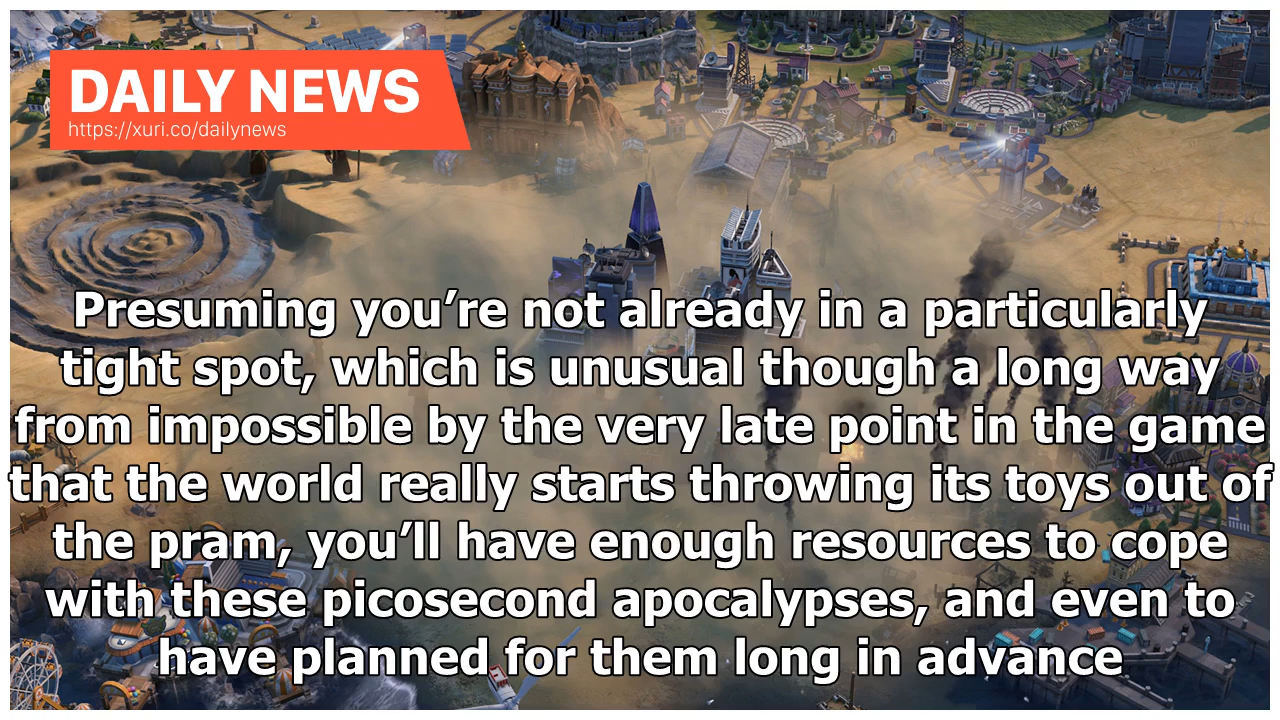 DAILY NEWS
https://xuri.co/dailynews
Presuming you’re not already in a particularly
tight spot, which is unusual though a long way
from impossible by the very late point in the game
that the world really starts throwing its toys out of
the pram, you’ll have enough resources to cope
with these picosecond apocalypses, and even to
have planned for them long in advance